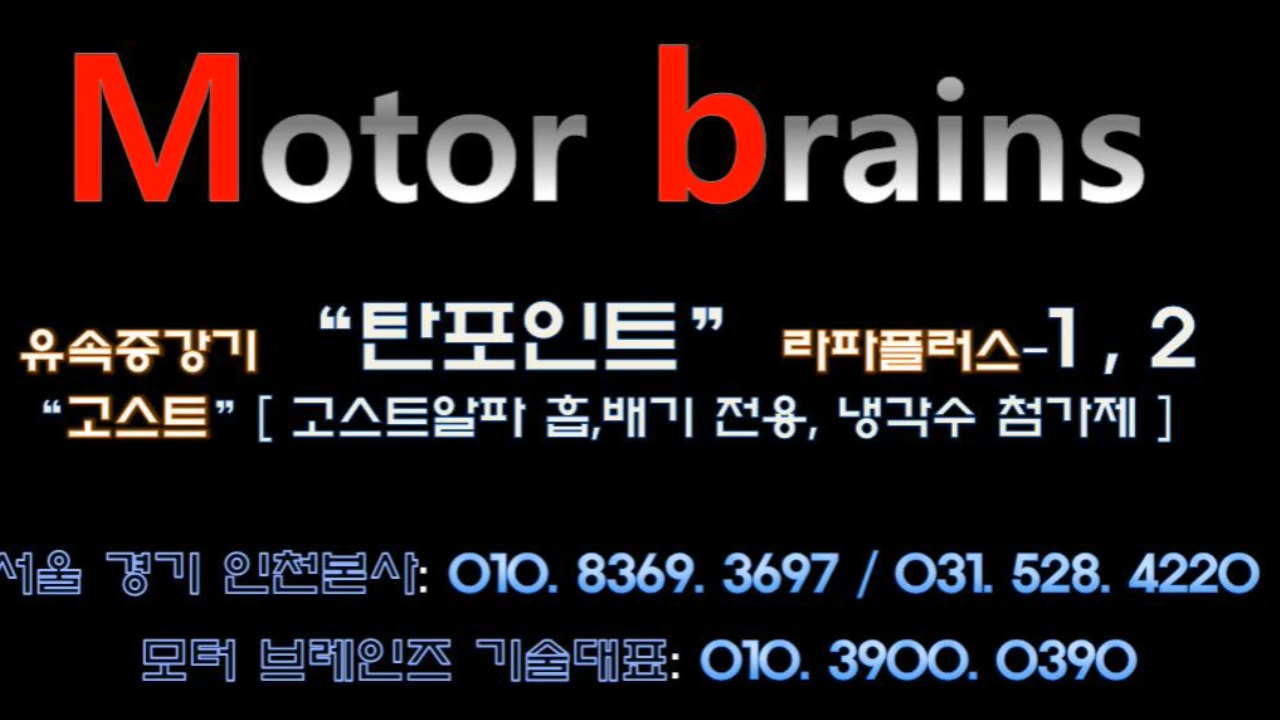 Motor brains
유속증강기 “탄포인트” 라파플러스-1 , 2
“고스트” [ 고스트알파 흡,배기 전용, 냉각수 첨가제 ]
서울 경기 인천본사: 010. 8369. 3697 / 031. 528. 4220
모터 브레인즈 기술대표: 010. 3900. 0390